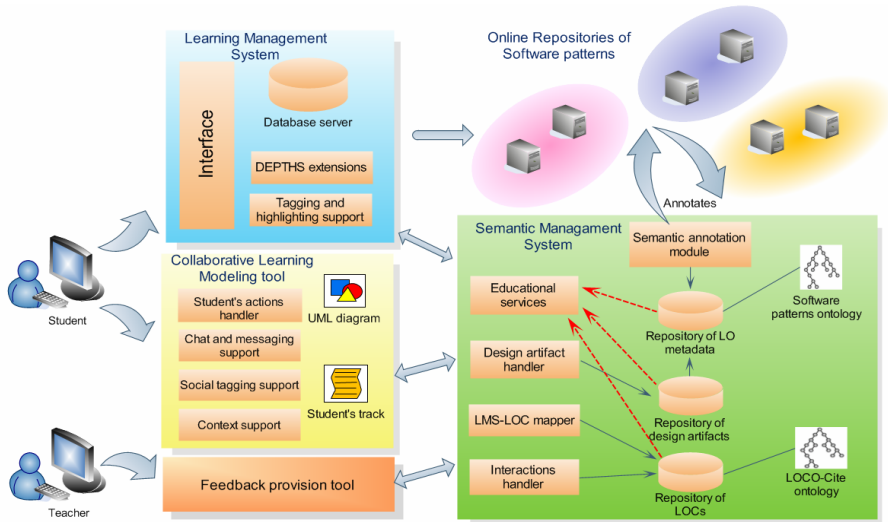 Learning Management
System
Interface
Database server
DEPTHS extensions
Tagging and
highlighting support
Online Repositories of
Software patterns
Annotates
Student
Collaborative Learning
Modeling tool
Student's actions
handler
UML diagram
Chat and messaging
support
Social tagging support
Student's track
Context support
Teacher
Feedback provision tool
Semantic Managament
System
Semantic annotation
module
Educational
services
Software
patterns ontology
Repository of LO
metadata
Design artifact
handler
Repository of
design artifacts
LMS-LOC mapper
Interactions
handler
Repository of
LOCs
LOCO-Cite
ontology